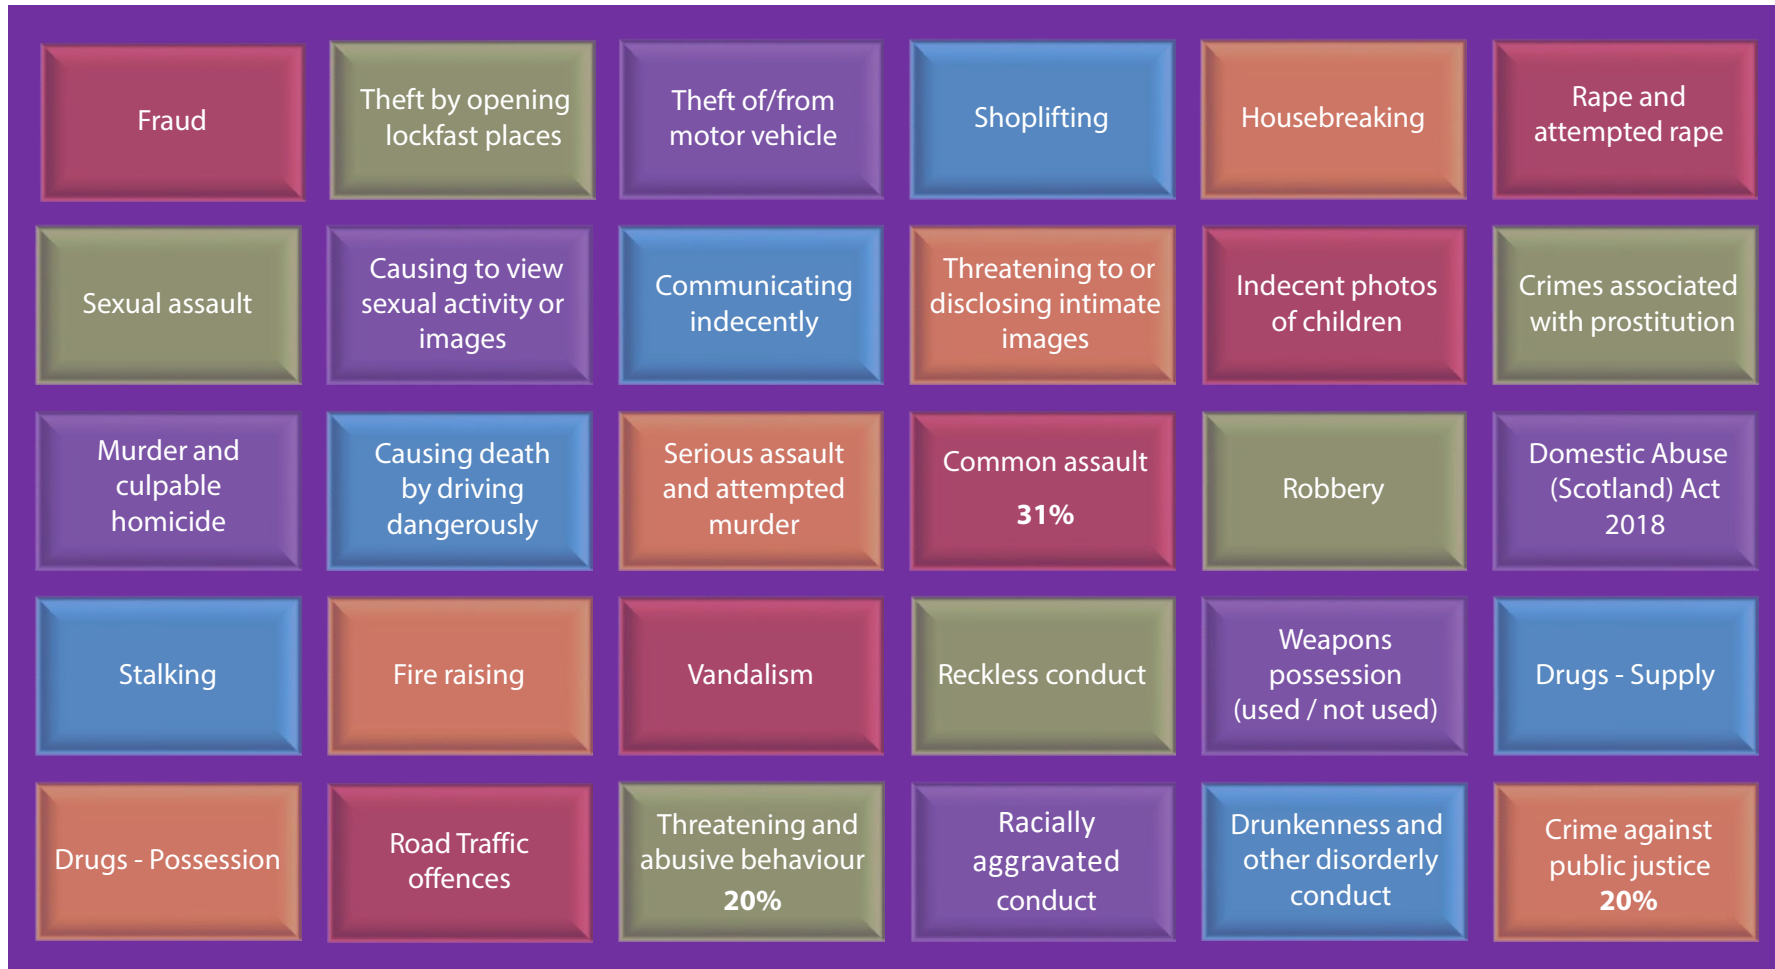 Fraud
Theft by opening
lockfast places
Theft of/from
motor vehicle
Shoplifting
Housebreaking
Rape and
attempted rape
Sexual assault
Causing to view
sexual activity or
images
Communicating
indecently
Threatening to or
disclosing intimate
images
Indecent photos
of children
Crimes associated
with prostitution
Murder and
culpable
homicide
Causing death
by driving
dangerously
Serious assault
and attempted
murder
Common assault
31%
Robbery
Domestic Abuse
(Scotland) Act
2018
Stalking
Fire raising
Vandalism
Reckless conduct
Weapons
possession
(used / not used)
Drugs - Supply
Drugs - Possession
Road Traffic
offences
Threatening and
abusive behaviour
20%
Racially
aggravated
conduct
Drunkenness and
other disorderly
conduct
Crime against
public justice
20%